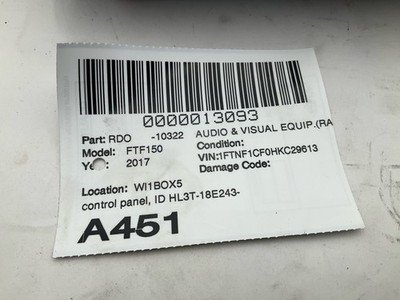 0000013093
Part: RDO -10322 AUDIO & VISUAL EQUIP.(RA
Model: FTF150 Condition:
Year: 2017 VIN:1FTNF1CF0HKC29613
Damage Code:
Location: WI1BOX5
control panel, ID HL3T-18E243-
A451